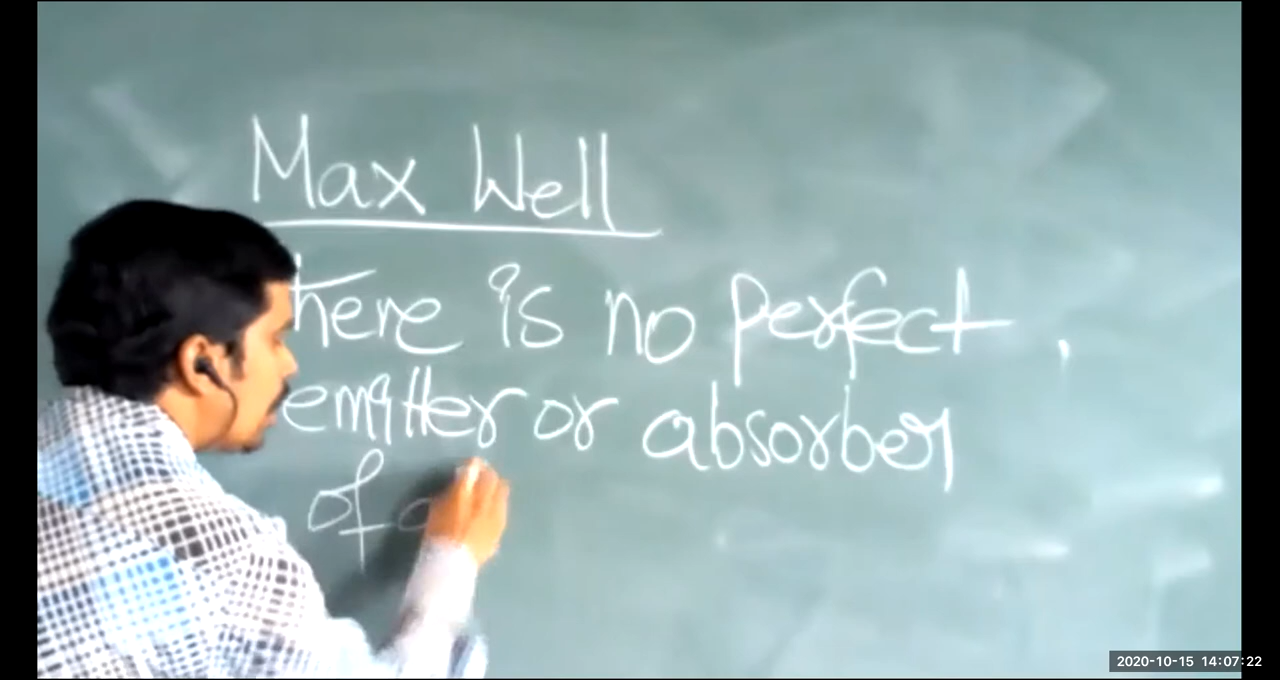 Max Well
here is no perfect
emitter or absorber
of
2020-10-15 14:07:22